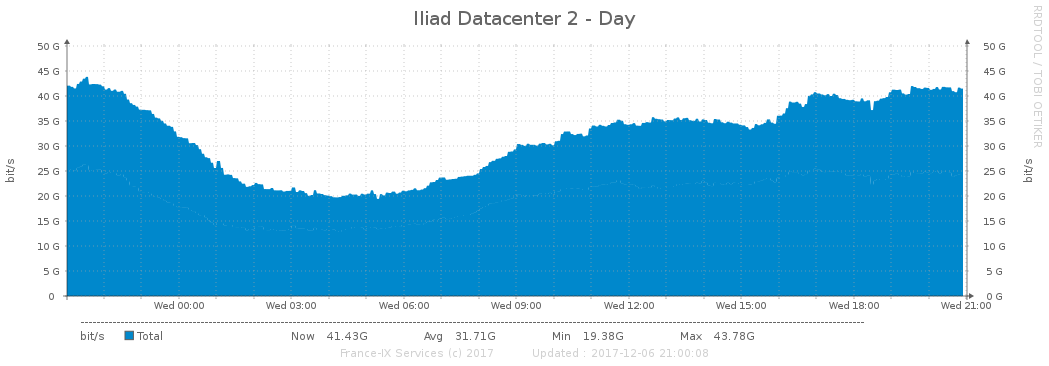 Iliad Datacenter 2 - Day
RRDTOOL / TOBI OETIKER
50 G 50 G
45 G 45 G
40 G 40 G
35 G 35 G
30 G 30 G
25 G 25 G
20 G 20 G
15 G 15 G
10 G 10 G
5 G 5 G
0 0 G
bit/s bit/s
Wed 00:00 Wed 03:00 Wed 06:00 Wed 09:00 Wed 12:00 Wed 15:00 Wed 18:00 Wed 21:00
bit/s Total Now 41.43G Avg 31.71G Min 19.38G Max 43.78G
France-IX Services (c) 2017 Updated : 2017-12-06 21:00:08